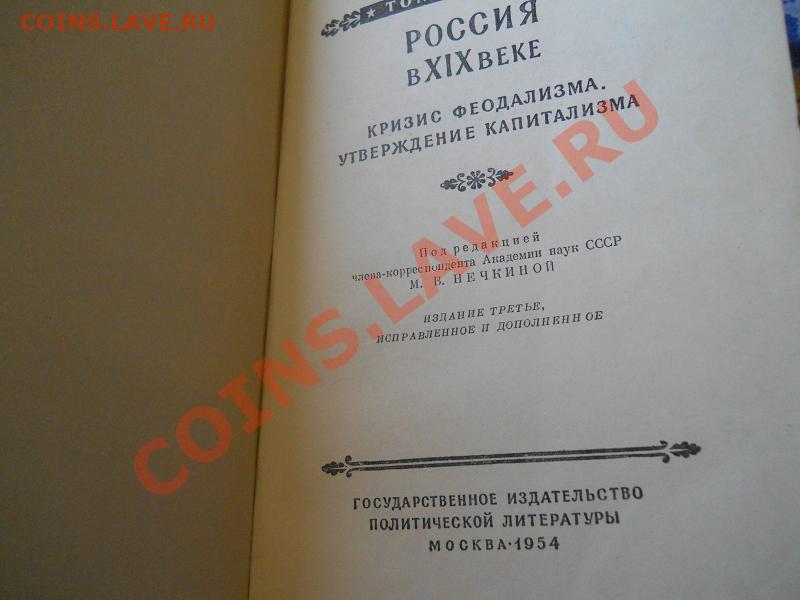 COINS.LAVE.RU
ТОМ
РОССИЯ
В XIX ВЕКЕ
КРИЗИС ФЕОДАЛИЗМА.
УТВЕРЖДЕНИЕ КАПИТАЛИЗМА
Под редакцией
члена-корреспондента Академии наук СССР
М. В. НЕЧКИНОЙ
ИЗДАНИЕ ТРЕТЬЕ,
ИСПРАВЛЕННОЕ И ДОПОЛНЕННОЕ
COINS.LAVE.RU
ГОСУДАРСТВЕННОЕ ИЗДАТЕЛЬСТВО
ПОЛИТИЧЕСКОЙ ЛИТЕРАТУРЫ
МОСКВА·1954